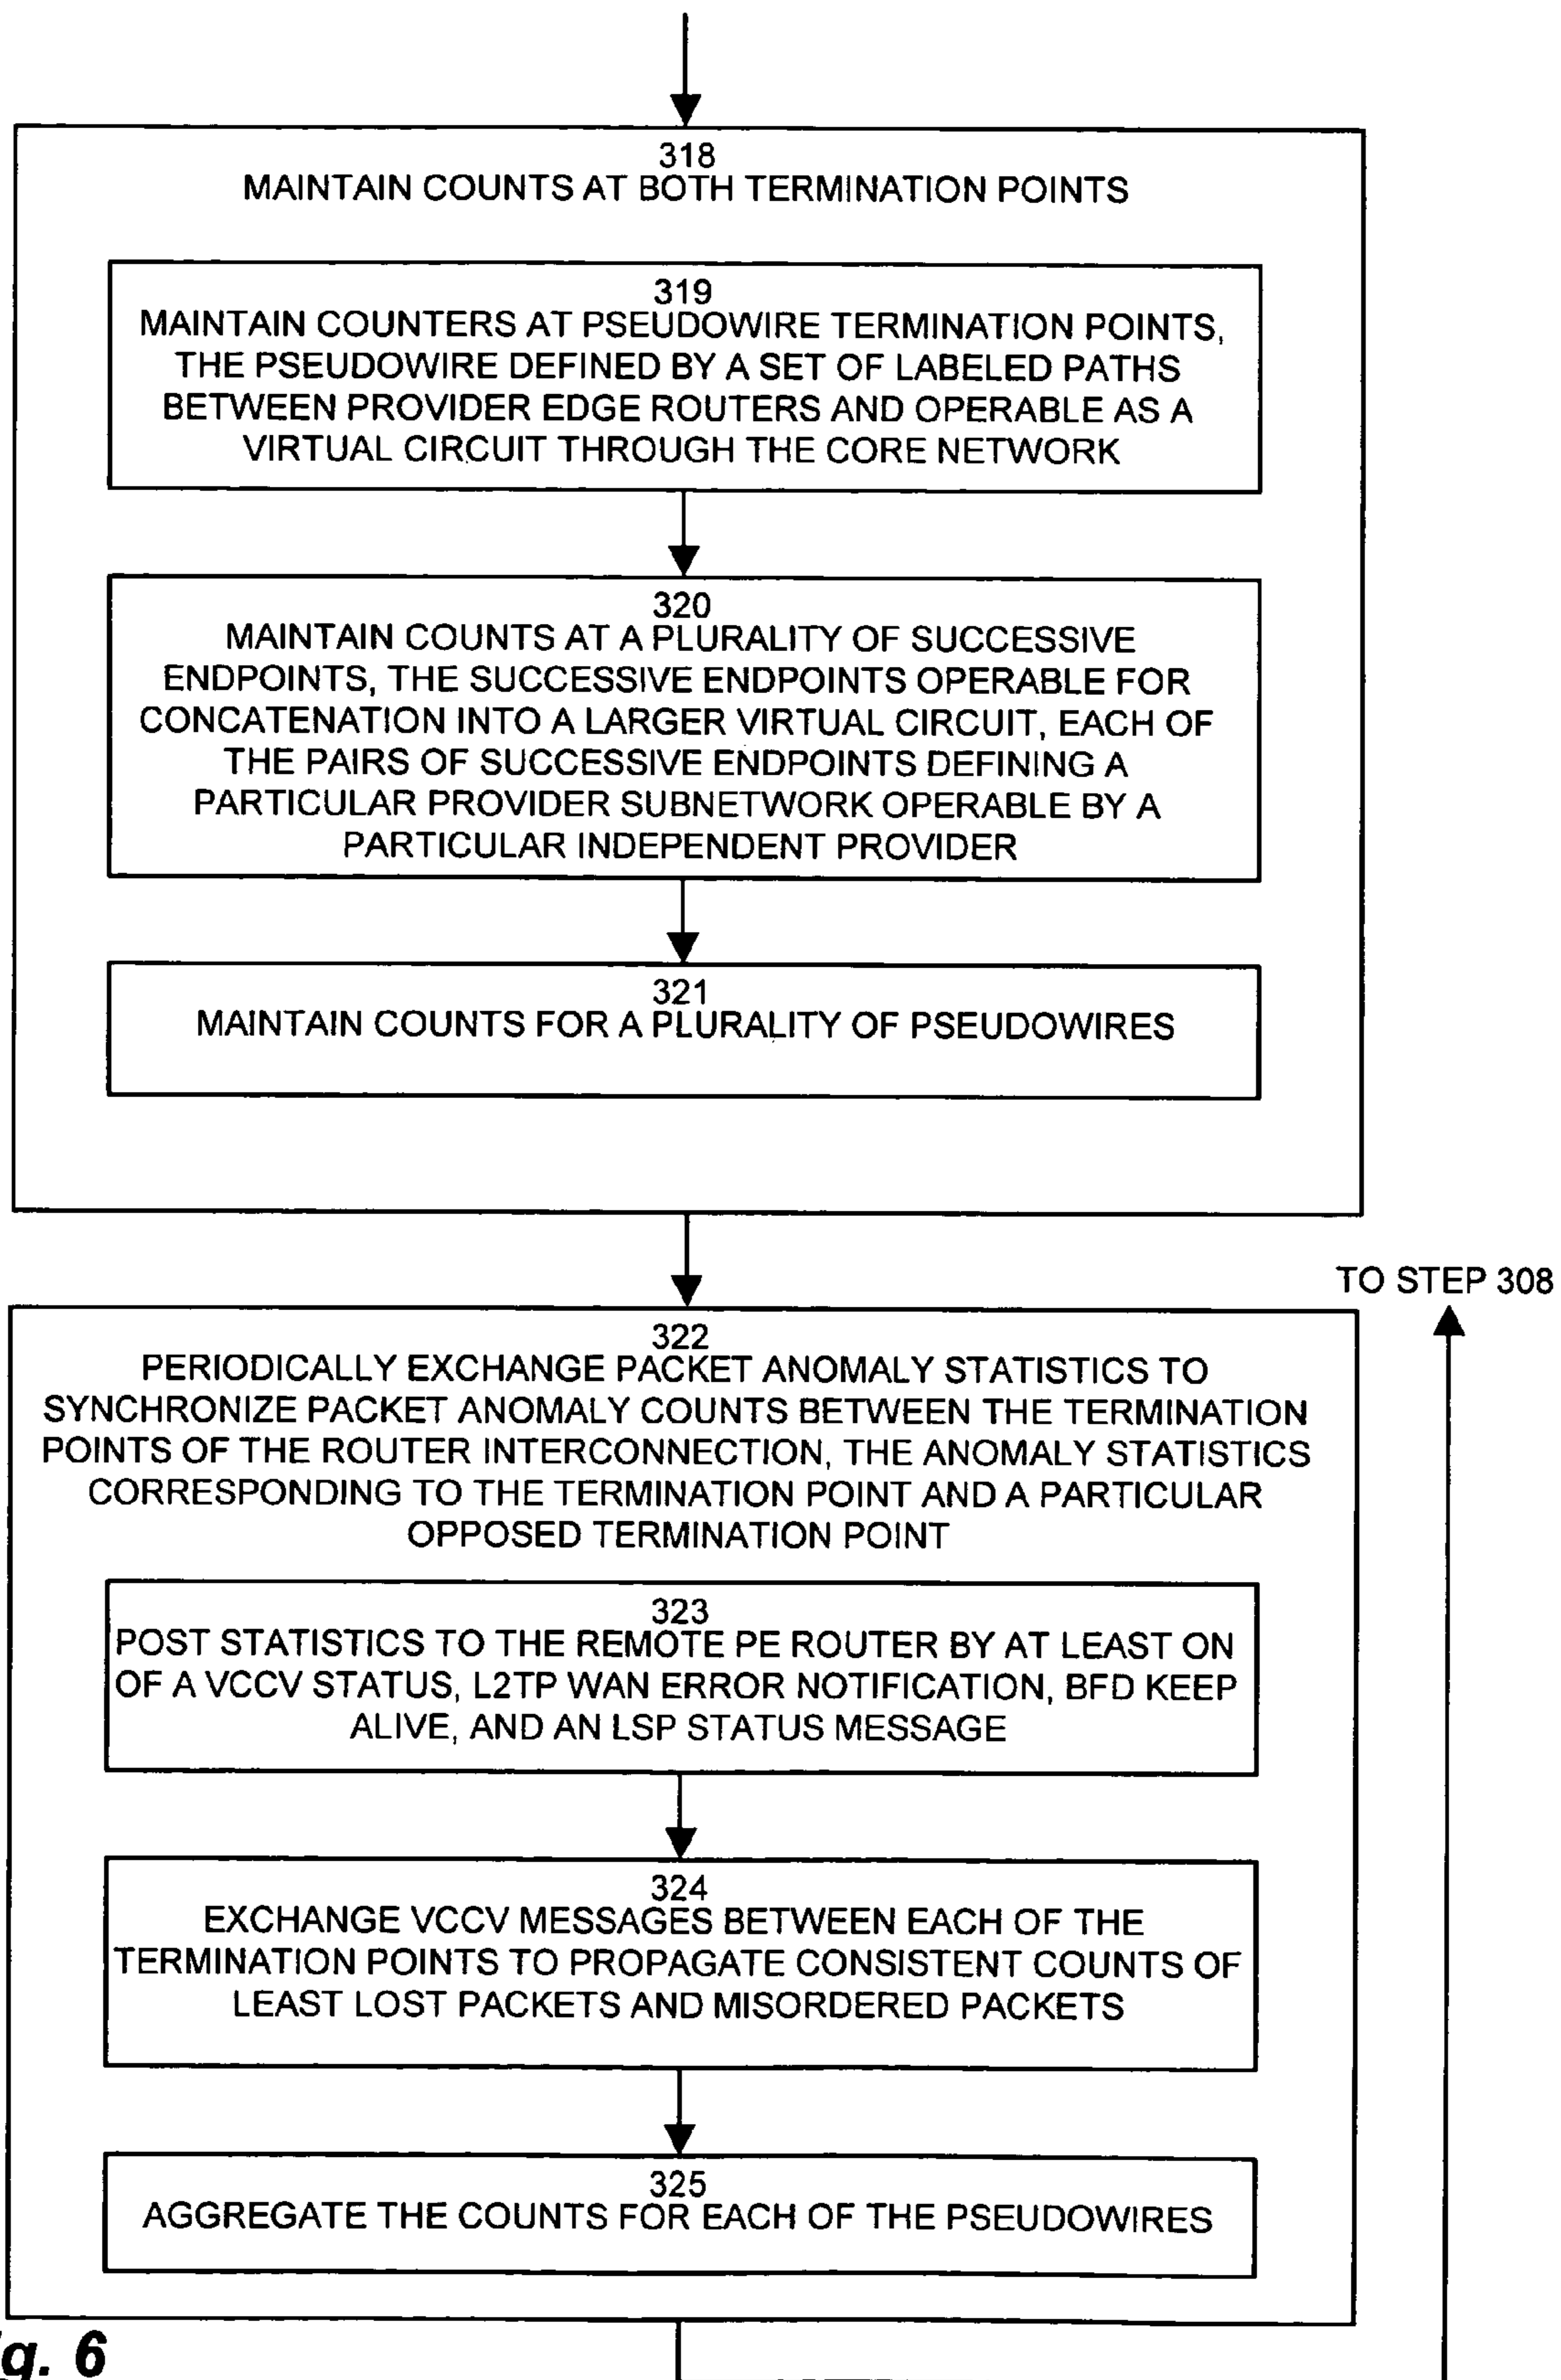 318
MAINTAIN COUNTS AT BOTH TERMINATION POINTS
319
MAINTAIN COUNTERS AT PSEUDOWIRE TERMINATION POINTS,
THE PSEUDOWIRE DEFINED BY A SET OF LABELED PATHS
BETWEEN PROVIDER EDGE ROUTERS AND OPERABLE AS A
VIRTUAL CIRCUIT THROUGH THE CORE NETWORK
320
MAINTAIN COUNTS AT A PLURALITY OF SUCCESSIVE
ENDPOINTS, THE SUCCESSIVE ENDPOINTS OPERABLE FOR
CONCATENATION INTO A LARGER VIRTUAL CIRCUIT, EACH OF
THE PAIRS OF SUCCESSIVE ENDPOINTS DEFINING A
PARTICULAR PROVIDER SUBNETWORK OPERABLE BY A
PARTICULAR INDEPENDENT PROVIDER
321
MAINTAIN COUNTS FOR A PLURALITY OF PSEUDOWIRES
TO STEP 308
322
PERIODICALLY EXCHANGE PACKET ANOMALY STATISTICS TO
SYNCHRONIZE PACKET ANOMALY COUNTS BETWEEN THE TERMINATION
POINTS OF THE ROUTER INTERCONNECTION, THE ANOMALY STATISTICS
CORRESPONDING TO THE TERMINATION POINT AND A PARTICULAR
OPPOSED TERMINATION POINT
323
POST STATISTICS TO THE REMOTE PE ROUTER BY AT LEAST ON
OF A VCCV STATUS, L2TP WAN ERROR NOTIFICATION, BFD KEEP
ALIVE, AND AN LSP STATUS MESSAGE
324
EXCHANGE VCCV MESSAGES BETWEEN EACH OF THE
TERMINATION POINTS TO PROPAGATE CONSISTENT COUNTS OF
LEAST LOST PACKETS AND MISORDERED PACKETS
325
AGGREGATE THE COUNTS FOR EACH OF THE PSEUDOWIRES
ig. 6